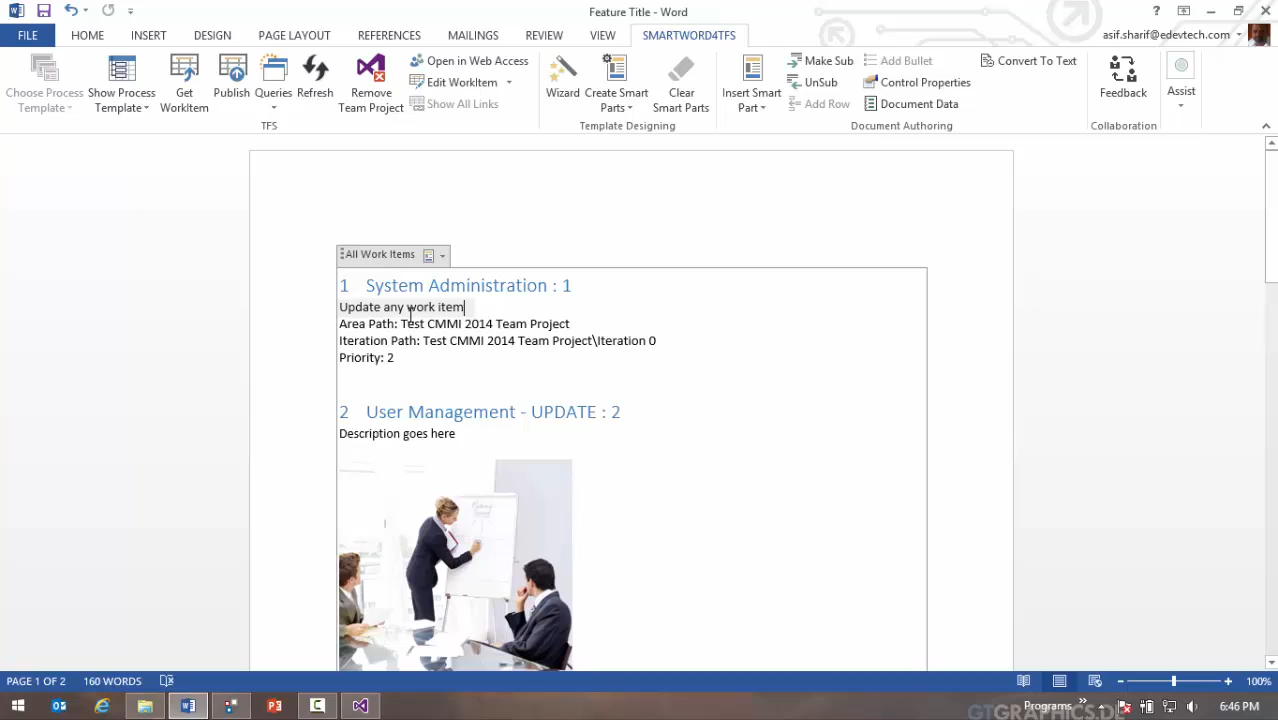 Feature Title - Word
FILE HOME INSERT DESIGN PAGE LAYOUT REFERENCES MAILINGS REVIEW VIEW SMARTWORD4TFS asif.sharif@edevtech.com
Choose Process Template
Show Process Template
Get WorkItem
Publish
Queries
Refresh
Remove Team Project
Open in Web Access
Edit WorkItem
Show All Links
TFS
Wizard
Create Smart Parts
Clear Smart Parts
Template Designing
Insert Smart Part
Make Sub
UnSub
Add Row
Add Bullet
Control Properties
Document Data
Convert To Text
Document Authoring
Feedback
Collaboration
Assist
All Work Items
1 System Administration : 1
Update any work item
Area Path: Test CMMI 2014 Team Project
Iteration Path: Test CMMI 2014 Team Project\Iteration 0
Priority: 2
2 User Management - UPDATE : 2
Description goes here
PAGE 1 OF 2 160 WORDS 100%
Programs 6:46 PM
GTGRAPHICS.DE